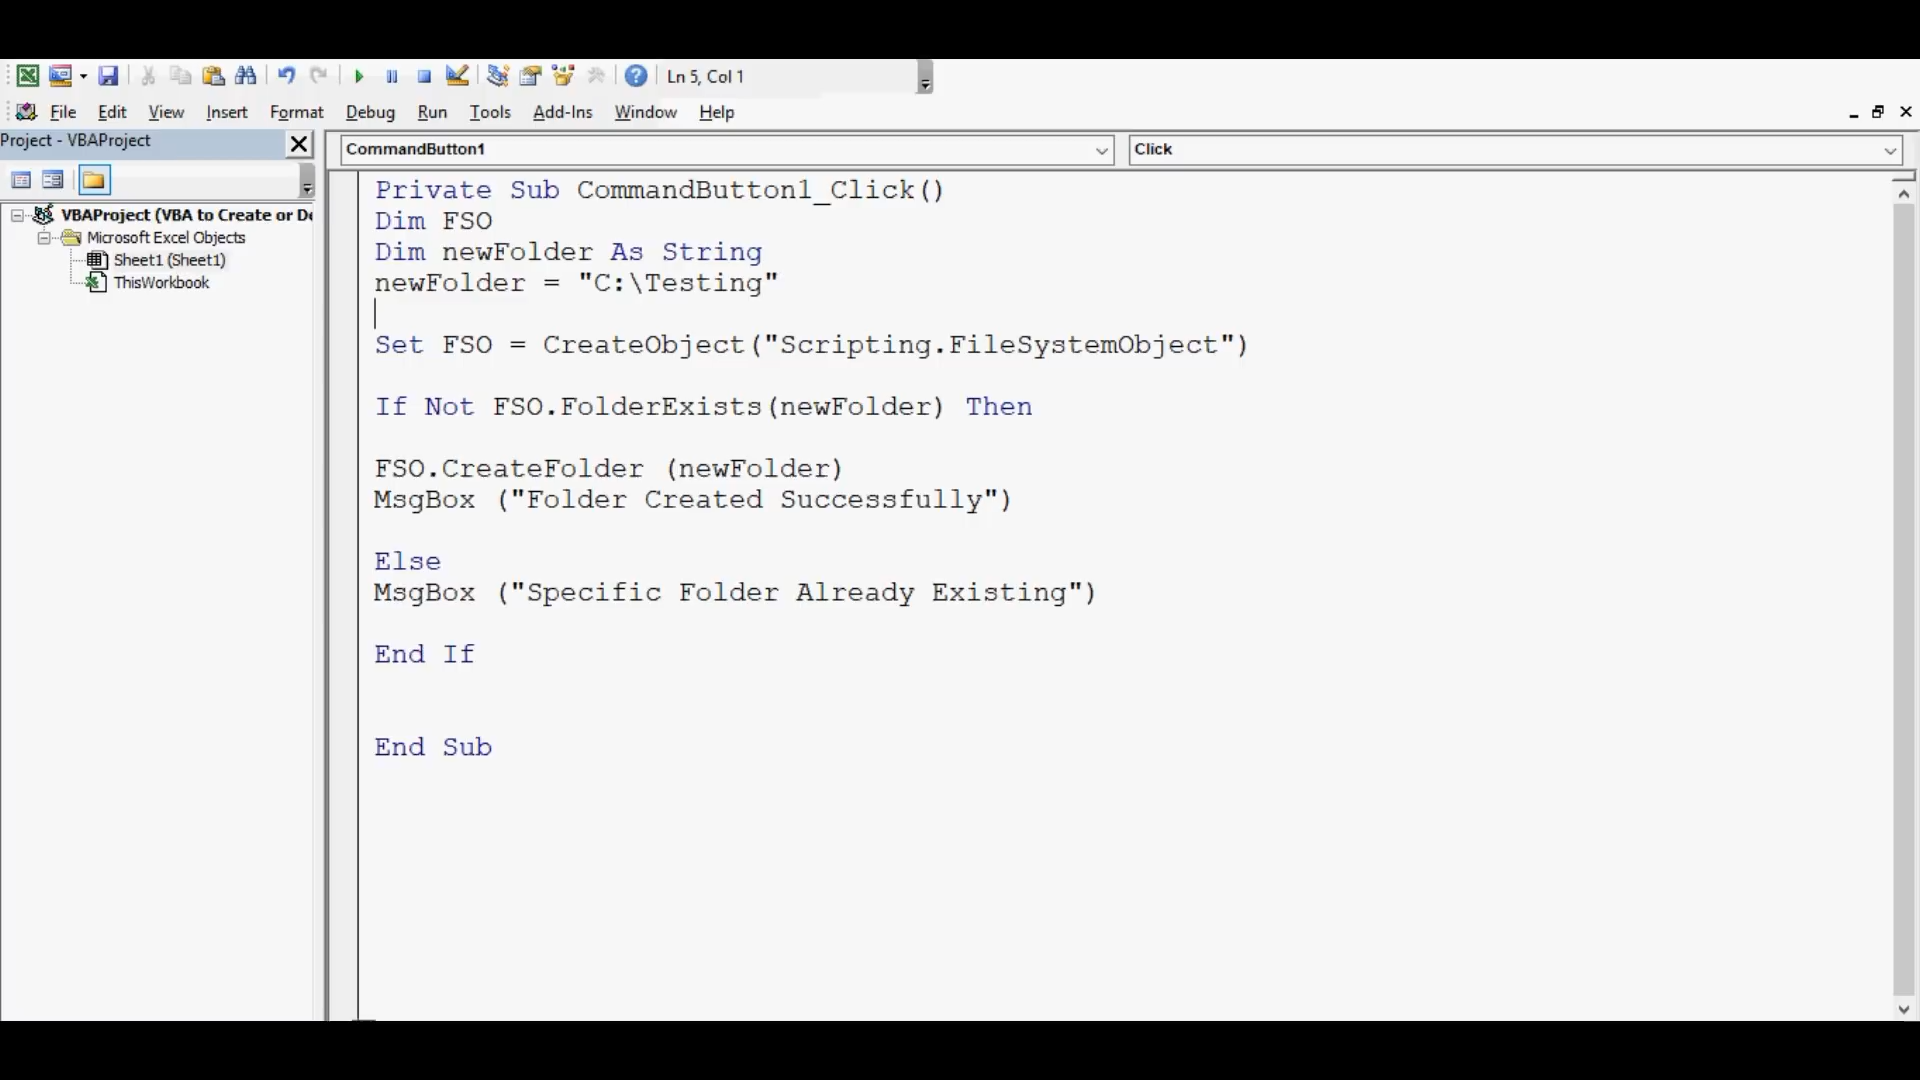 Ln 5, Col 1
File Edit View Insert Format Debug Run Tools Add-Ins Window Help
Project - VBAProject
CommandButton1
Click
VBAProject (VBA to Create or De
Microsoft Excel Objects
Sheet1 (Sheet1)
ThisWorkbook
Private Sub CommandButton1_Click()
Dim FSO
Dim newFolder As String
newFolder = "C:\Testing"
Set FSO = CreateObject("Scripting.FileSystemObject")
If Not FSO.FolderExists(newFolder) Then
FSO.CreateFolder (newFolder)
MsgBox ("Folder Created Successfully")
Else
MsgBox ("Specific Folder Already Existing")
End If
End Sub